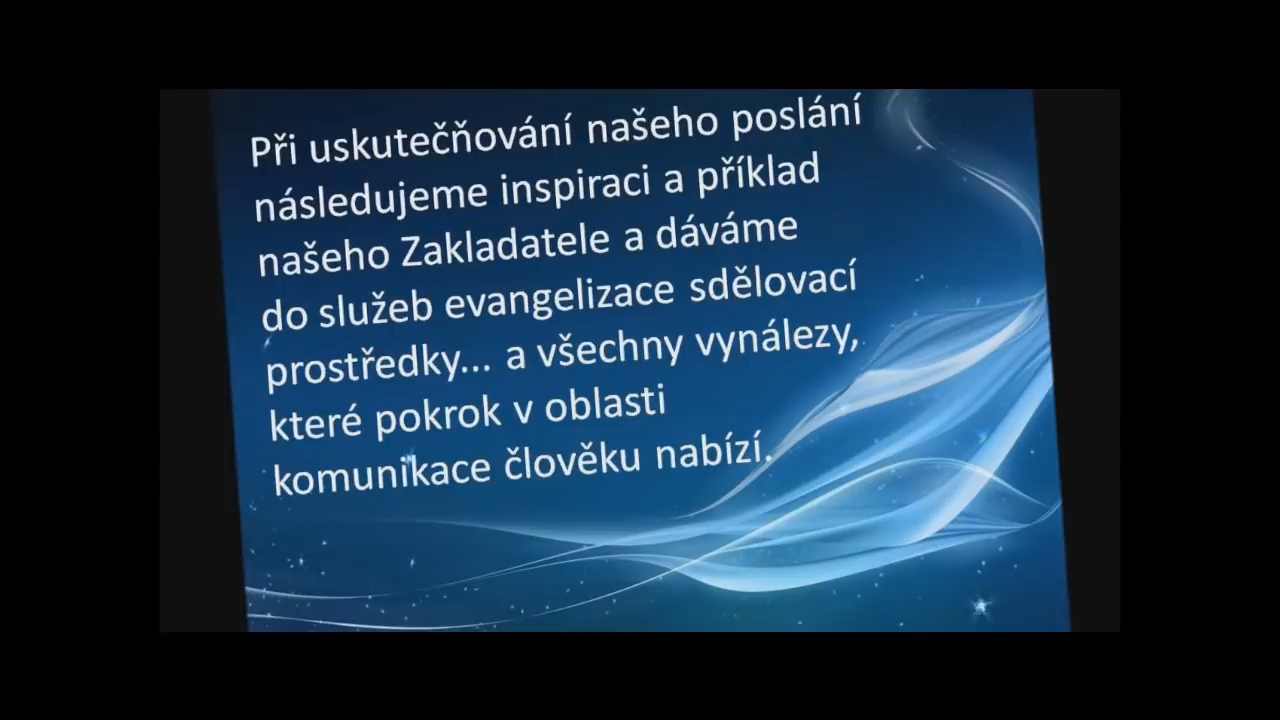 Při uskutečňování našeho poslání
následujeme inspiraci a příklad
našeho Zakladatele a dáváme
do služeb evangelizace sdělovací
prostředky... a všechny vynálezy,
které pokrok v oblasti
komunikace člověku nabízí.